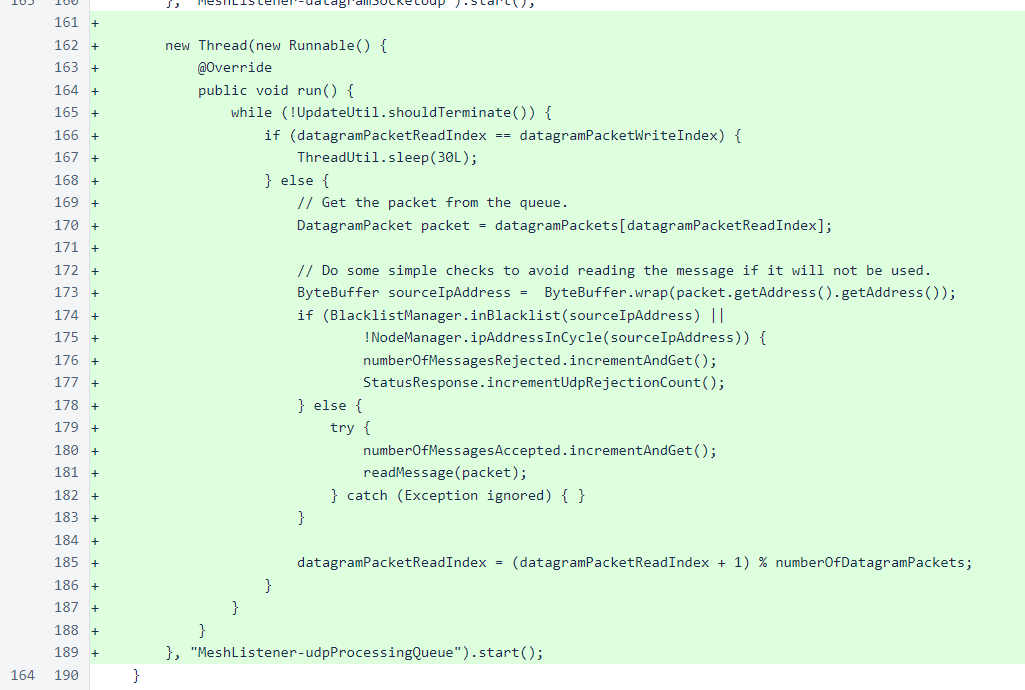 165 160 }, "MeshListener-datagramSocketUdp").start();
161 +
162 + new Thread(new Runnable() {
163 + @Override
164 + public void run() {
165 + while (!UpdateUtil.shouldTerminate()) {
166 + if (datagramPacketReadIndex == datagramPacketWriteIndex) {
167 + ThreadUtil.sleep(30L);
168 + } else {
169 + // Get the packet from the queue.
170 + DatagramPacket packet = datagramPackets[datagramPacketReadIndex];
171 +
172 + // Do some simple checks to avoid reading the message if it will not be used.
173 + ByteBuffer sourceIpAddress =  ByteBuffer.wrap(packet.getAddress().getAddress());
174 + if (BlacklistManager.inBlacklist(sourceIpAddress) ||
175 + !NodeManager.ipAddressInCycle(sourceIpAddress)) {
176 + numberOfMessagesRejected.incrementAndGet();
177 + StatusResponse.incrementUdpRejectionCount();
178 + } else {
179 + try {
180 + numberOfMessagesAccepted.incrementAndGet();
181 + readMessage(packet);
182 + } catch (Exception ignored) { }
183 + }
184 +
185 + datagramPacketReadIndex = (datagramPacketReadIndex + 1) % numberOfDatagramPackets;
186 + }
187 + }
188 + }
189 + }, "MeshListener-udpProcessingQueue").start();
164 190 }